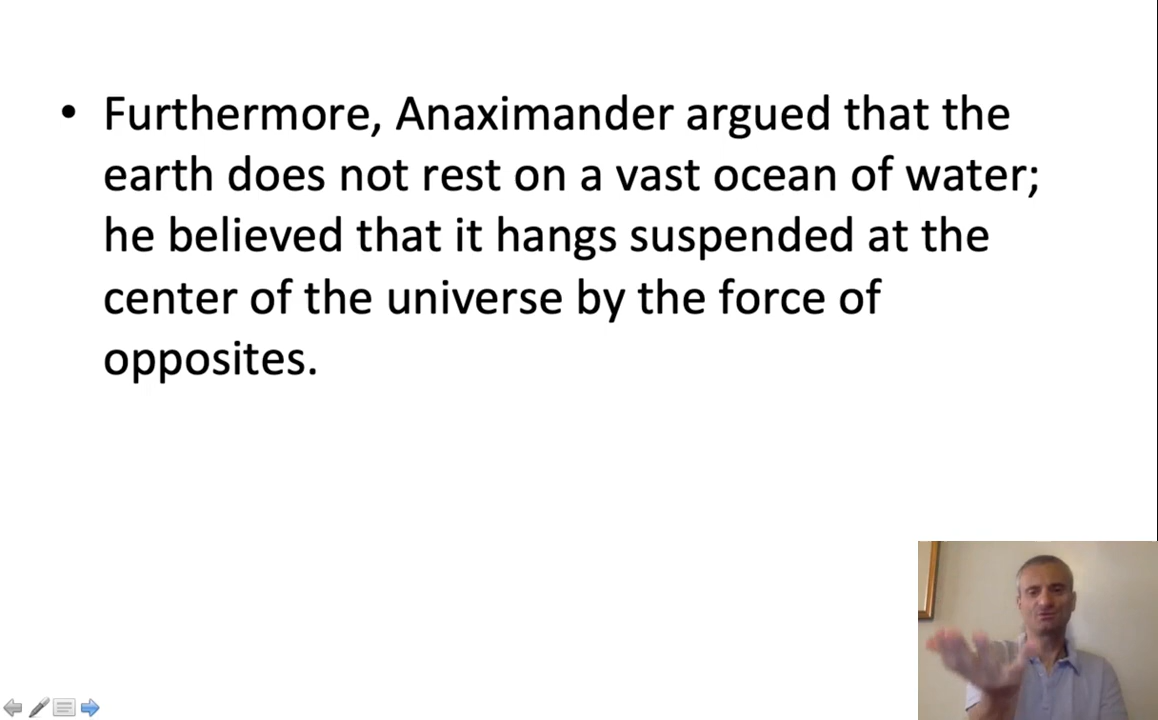 • Furthermore, Anaximander argued that the
earth does not rest on a vast ocean of water;
he believed that it hangs suspended at the
center of the universe by the force of
opposites.